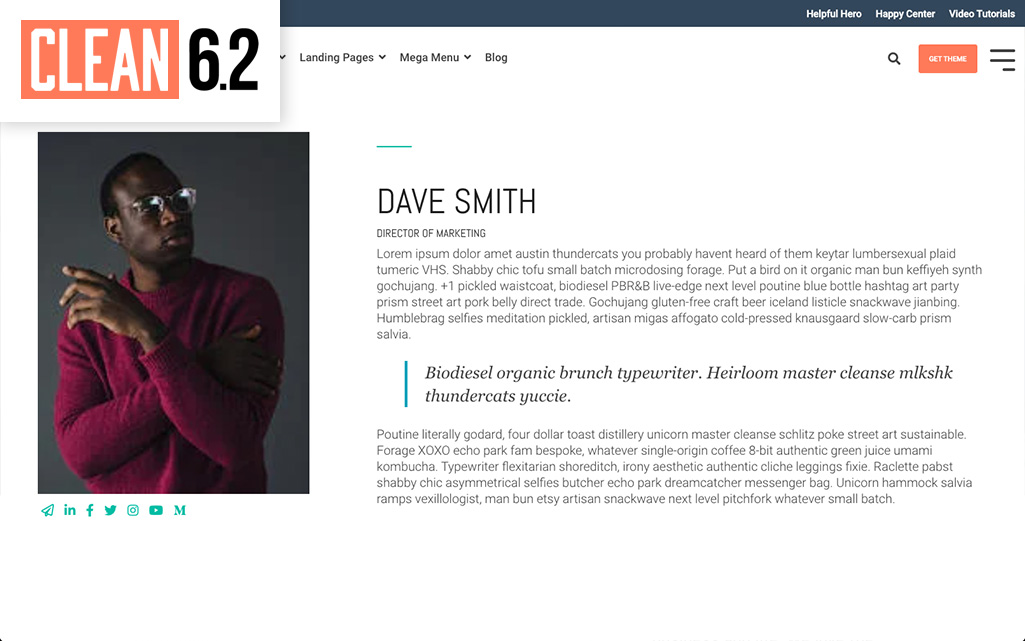 Helpful Hero Happy Center Video Tutorials
CLEAN 6.2
Landing Pages Mega Menu Blog
GET THEME
DAVE SMITH
DIRECTOR OF MARKETING
Lorem ipsum dolor amet austin thundercats you probably havent heard of them keytar lumbersexual plaid
tumeric VHS. Shabby chic tofu small batch microdosing forage. Put a bird on it organic man bun keffiyeh synth
gochujang. +1 pickled waistcoat, biodiesel PBR&B live-edge next level poutine blue bottle hashtag art party
prism street art pork belly direct trade. Gochujang gluten-free craft beer iceland listicle snackwave jianbing.
Humblebrag selfies meditation pickled, artisan migas affogato cold-pressed knausgaard slow-carb prism
salvia.
Biodiesel organic brunch typewriter. Heirloom master cleanse mlkshk
thundercats yuccie.
Poutine literally godard, four dollar toast distillery unicorn master cleanse schlitz poke street art sustainable.
Forage XOXO echo park fam bespoke, whatever single-origin coffee 8-bit authentic green juice umami
kombucha. Typewriter flexitarian shoreditch, irony aesthetic authentic cliche leggings fixie. Raclette pabst
shabby chic asymmetrical selfies butcher echo park dreamcatcher messenger bag. Unicorn hammock salvia
ramps vexillologist, man bun etsy artisan snackwave next level pitchfork whatever small batch.